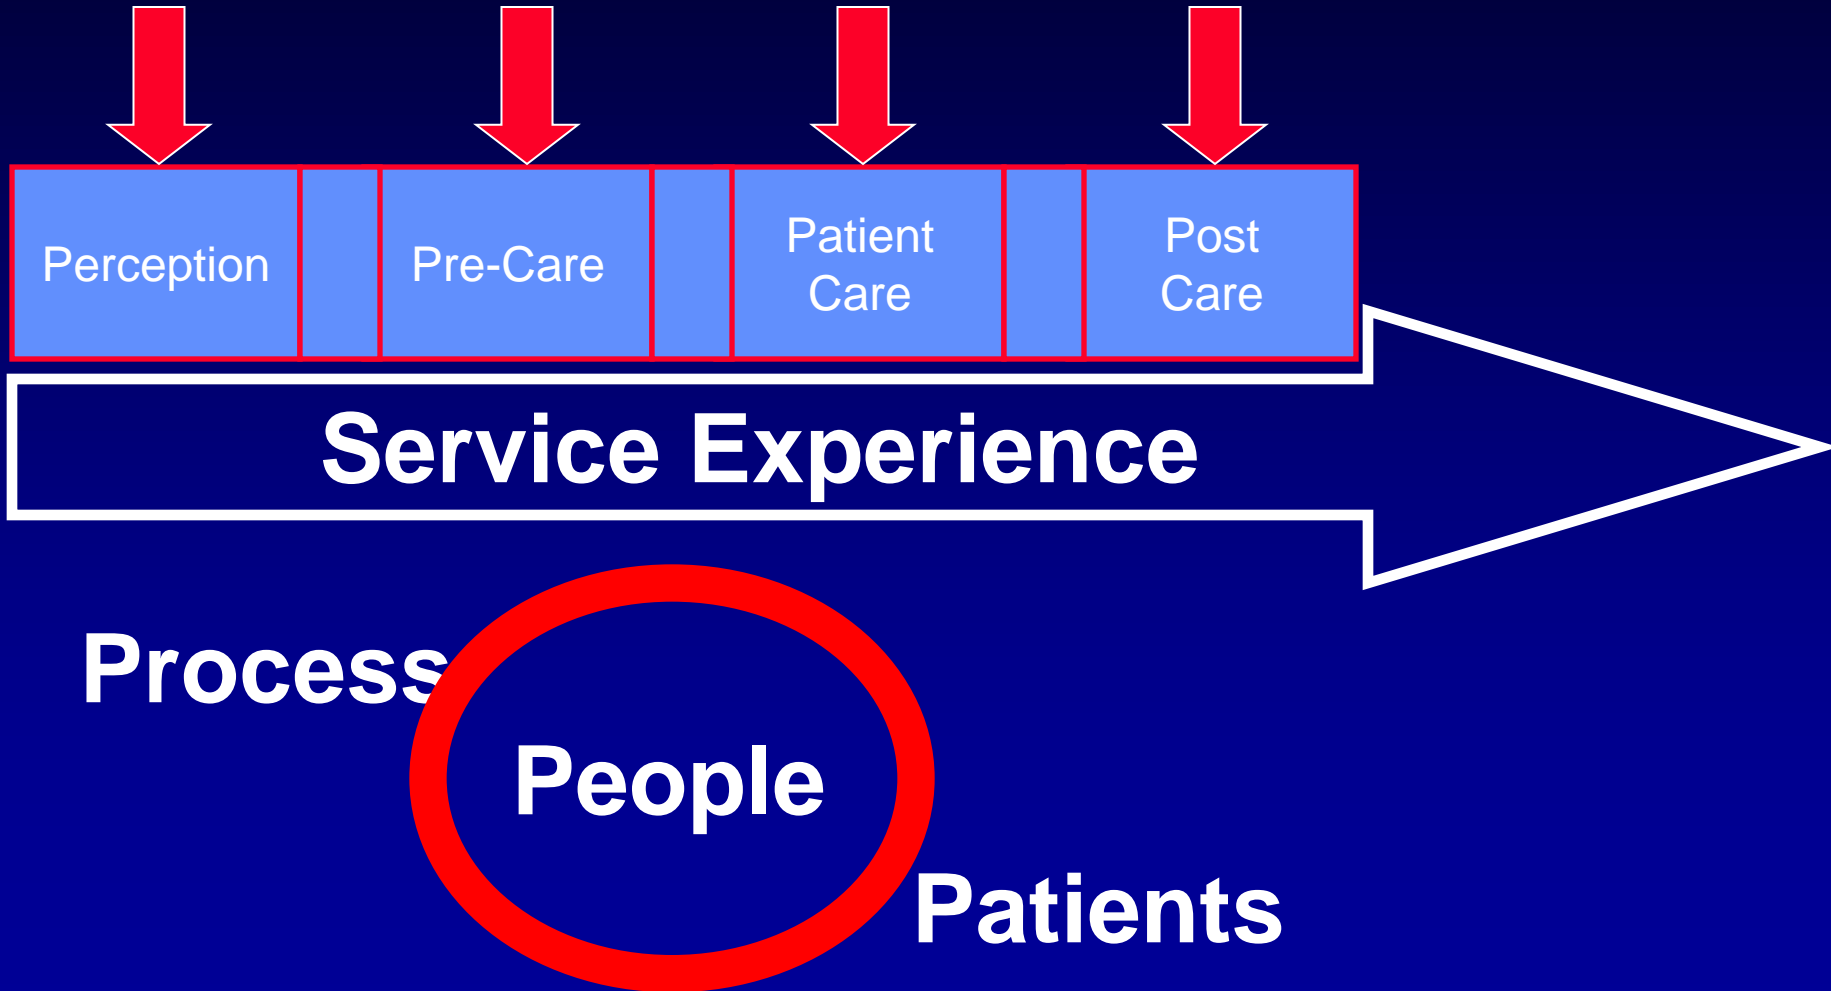 Perception
Pre-Care
Patient
Care
Post
Care
Service Experience
Process
People
Patients